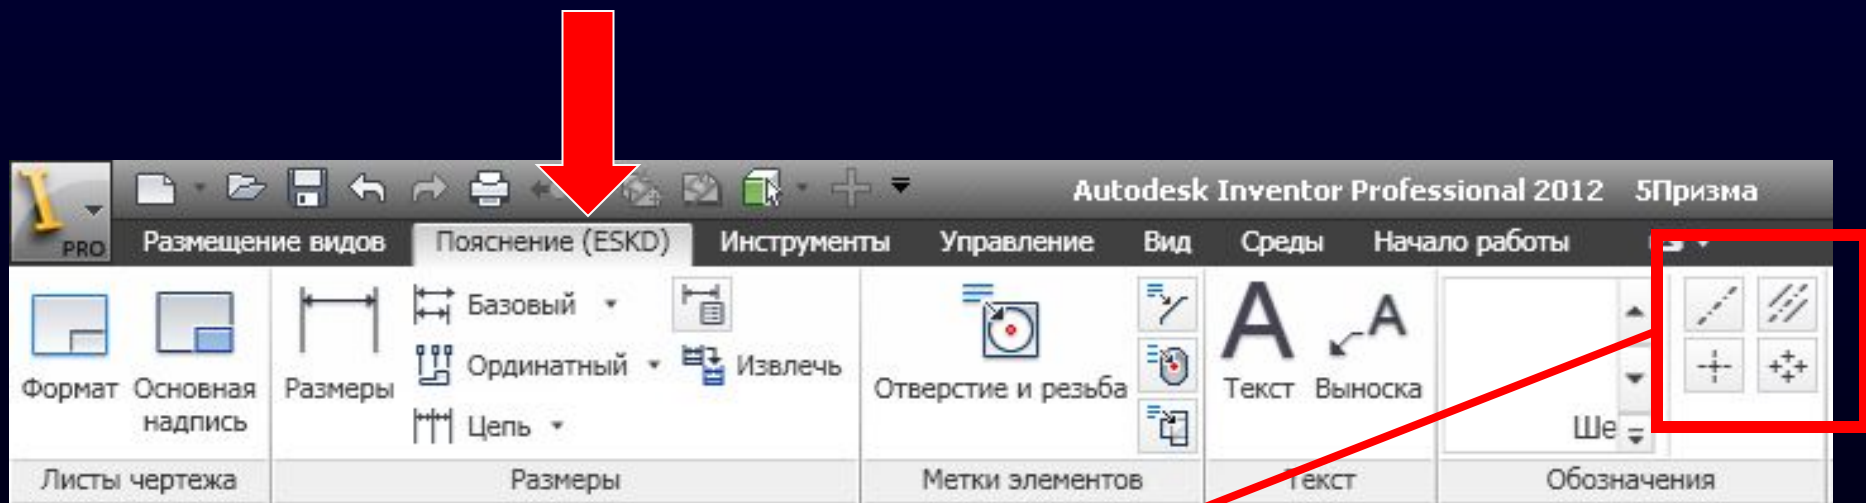 Autodesk Inventor Professional 2012 5Призма
PRO
Размещение видов Пояснение (ESKD) Инструменты Управление Вид Среды Начало работы
Базовый
Ординатный Извлечь
Цепь
Формат Основная надпись
Размеры
Отверстие и резьба
A A
Текст Выноска
Ше
Листы чертежа Размеры Метки элементов Текст Обозначения